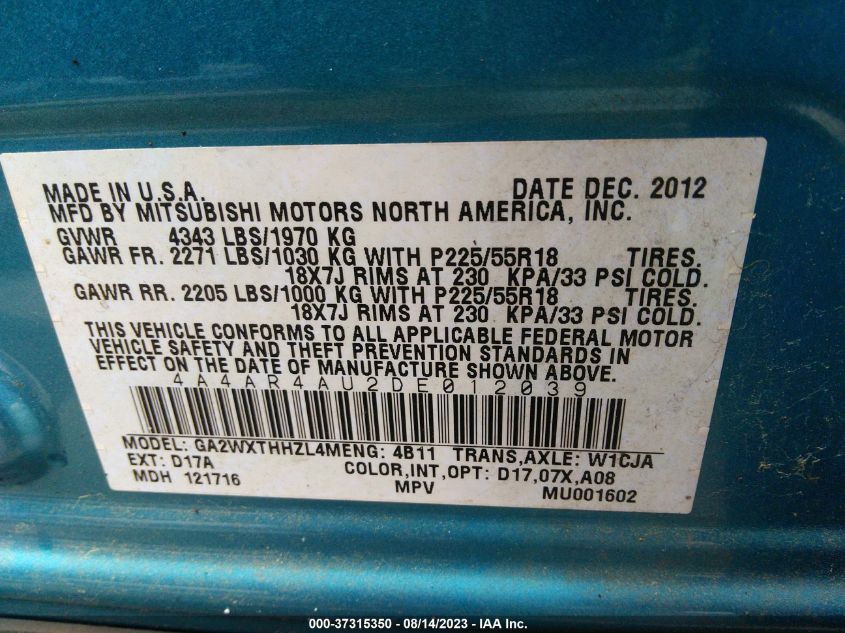 MADE IN U.S.A. DATE DEC. 2012
MFD BY MITSUBISHI MOTORS NORTH AMERICA, INC.
GVWR 4343 LBS/1970 KG
GAWR FR. 2271 LBS/1030 KG WITH P225/55R18 TIRES.
18X7J RIMS AT 230 KPA/33 PSI COLD.
GAWR RR. 2205 LBS/1000 KG WITH P225/55R18 TIRES.
18X7J RIMS AT 230 KPA/33 PSI COLD.
THIS VEHICLE CONFORMS TO ALL APPLICABLE FEDERAL MOTOR
VEHICLE SAFETY AND THEFT PREVENTION STANDARDS IN
EFFECT ON THE DATE OF MANUFACTURE SHOWN ABOVE.
4A4AR4AU2DE012039
MODEL: GA2WXTHHZL4MENG: 4B11 TRANS,AXLE: W1CJA
EXT: D17A COLOR,INT,OPT: D17,07X,A08
MDH 121716 MPV MU001602
000-37315350 - 08/14/2023 - IAA Inc.